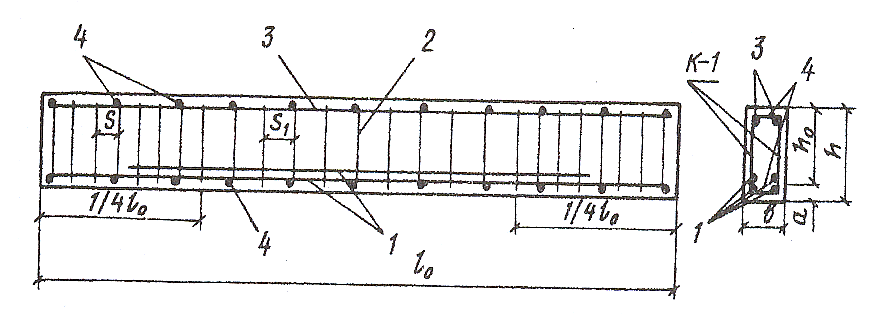 4 3 2
S S₁
1/4 l₀ 4 1 1/4 l₀
l₀
К-1 3 4
h₀ h
1 в а